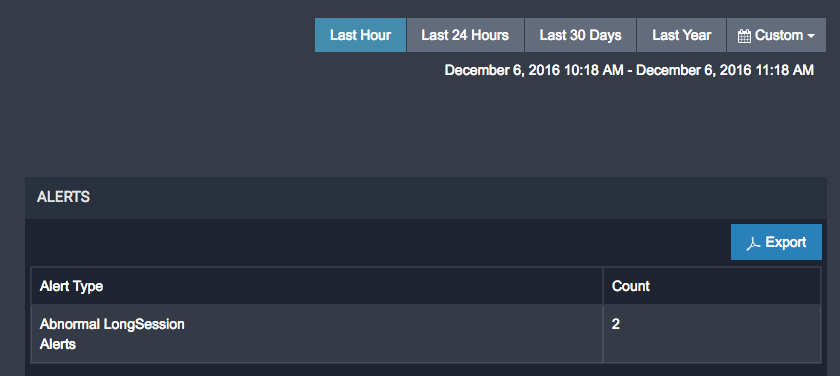 Last Hour Last 24 Hours Last 30 Days Last Year Custom
December 6, 2016 10:18 AM - December 6, 2016 11:18 AM
ALERTS
Export
Alert Type Count
Abnormal LongSession 2
Alerts